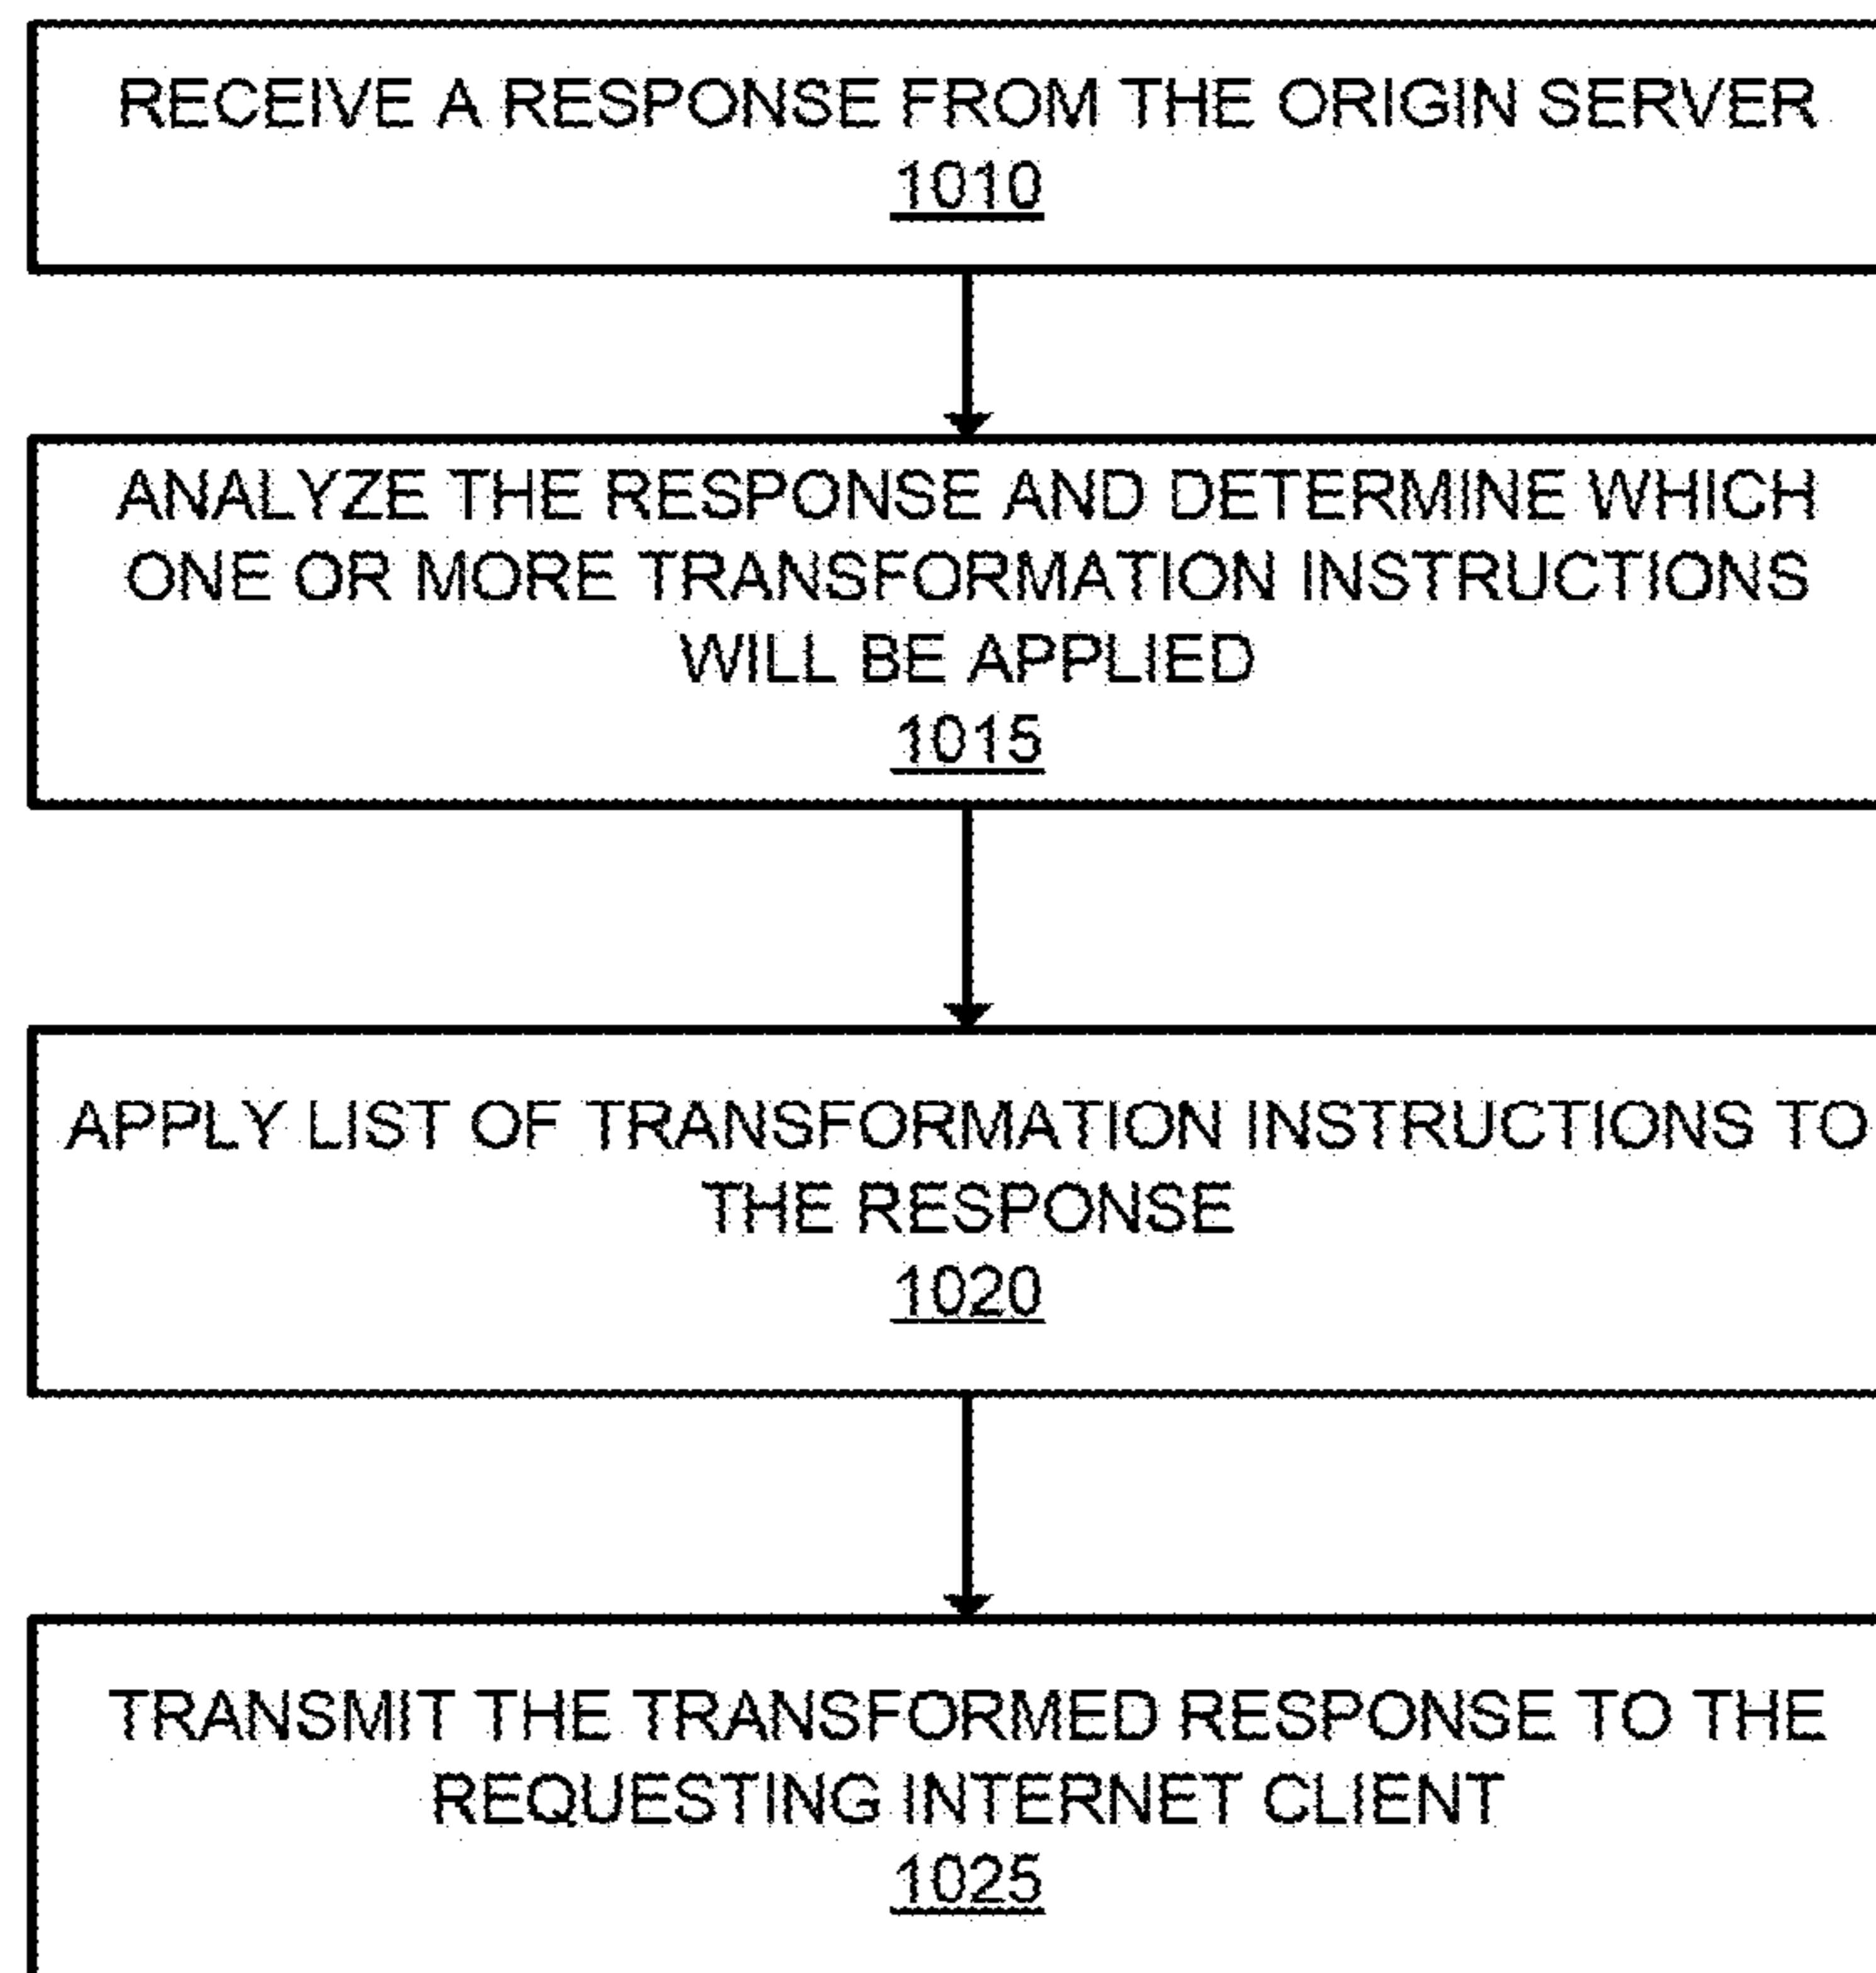 RECEIVE A RESPONSE FROM THE ORIGIN SERVER
1010
ANALYZE THE RESPONSE AND DETERMINE WHICH
ONE OR MORE TRANSFORMATION INSTRUCTIONS
WILL BE APPLIED
1015
APPLY LIST OF TRANSFORMATION INSTRUCTIONS TO
THE RESPONSE
1020
TRANSMIT THE TRANSFORMED RESPONSE TO THE
REQUESTING INTERNET CLIENT
1025